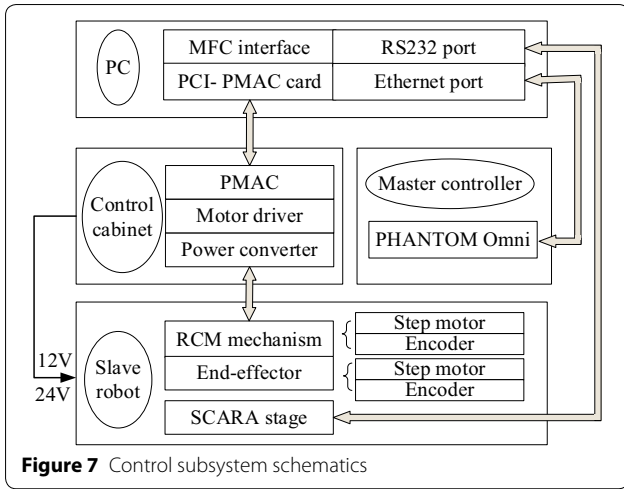 MFC interface RS232 port
PC
PCI- PMAC card Ethernet port
PMAC
Master controller
Control
cabinet
Motor driver
PHANTOM Omni
Power converter
RCM mechanism
Step motor
Encoder
12V
24V
Slave
robot
End-effector
Step motor
Encoder
SCARA stage
Figure 7 Control subsystem schematics